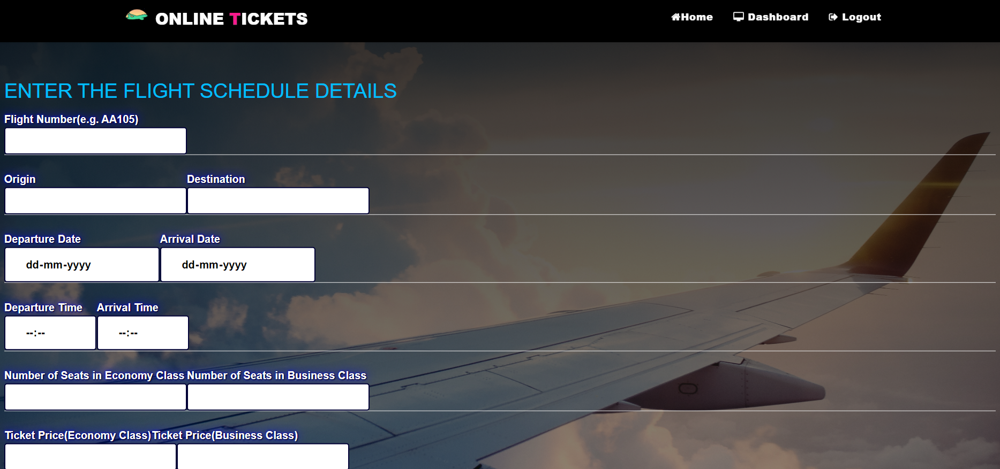 ONLINE TICKETS
Home Dashboard Logout
ENTER THE FLIGHT SCHEDULE DETAILS
Flight Number(e.g. AA105)
Origin Destination
Departure Date Arrival Date
dd-mm-yyyy dd-mm-yyyy
Departure Time Arrival Time
--:-- --:--
Number of Seats in Economy Class Number of Seats in Business Class
Ticket Price(Economy Class) Ticket Price(Business Class)